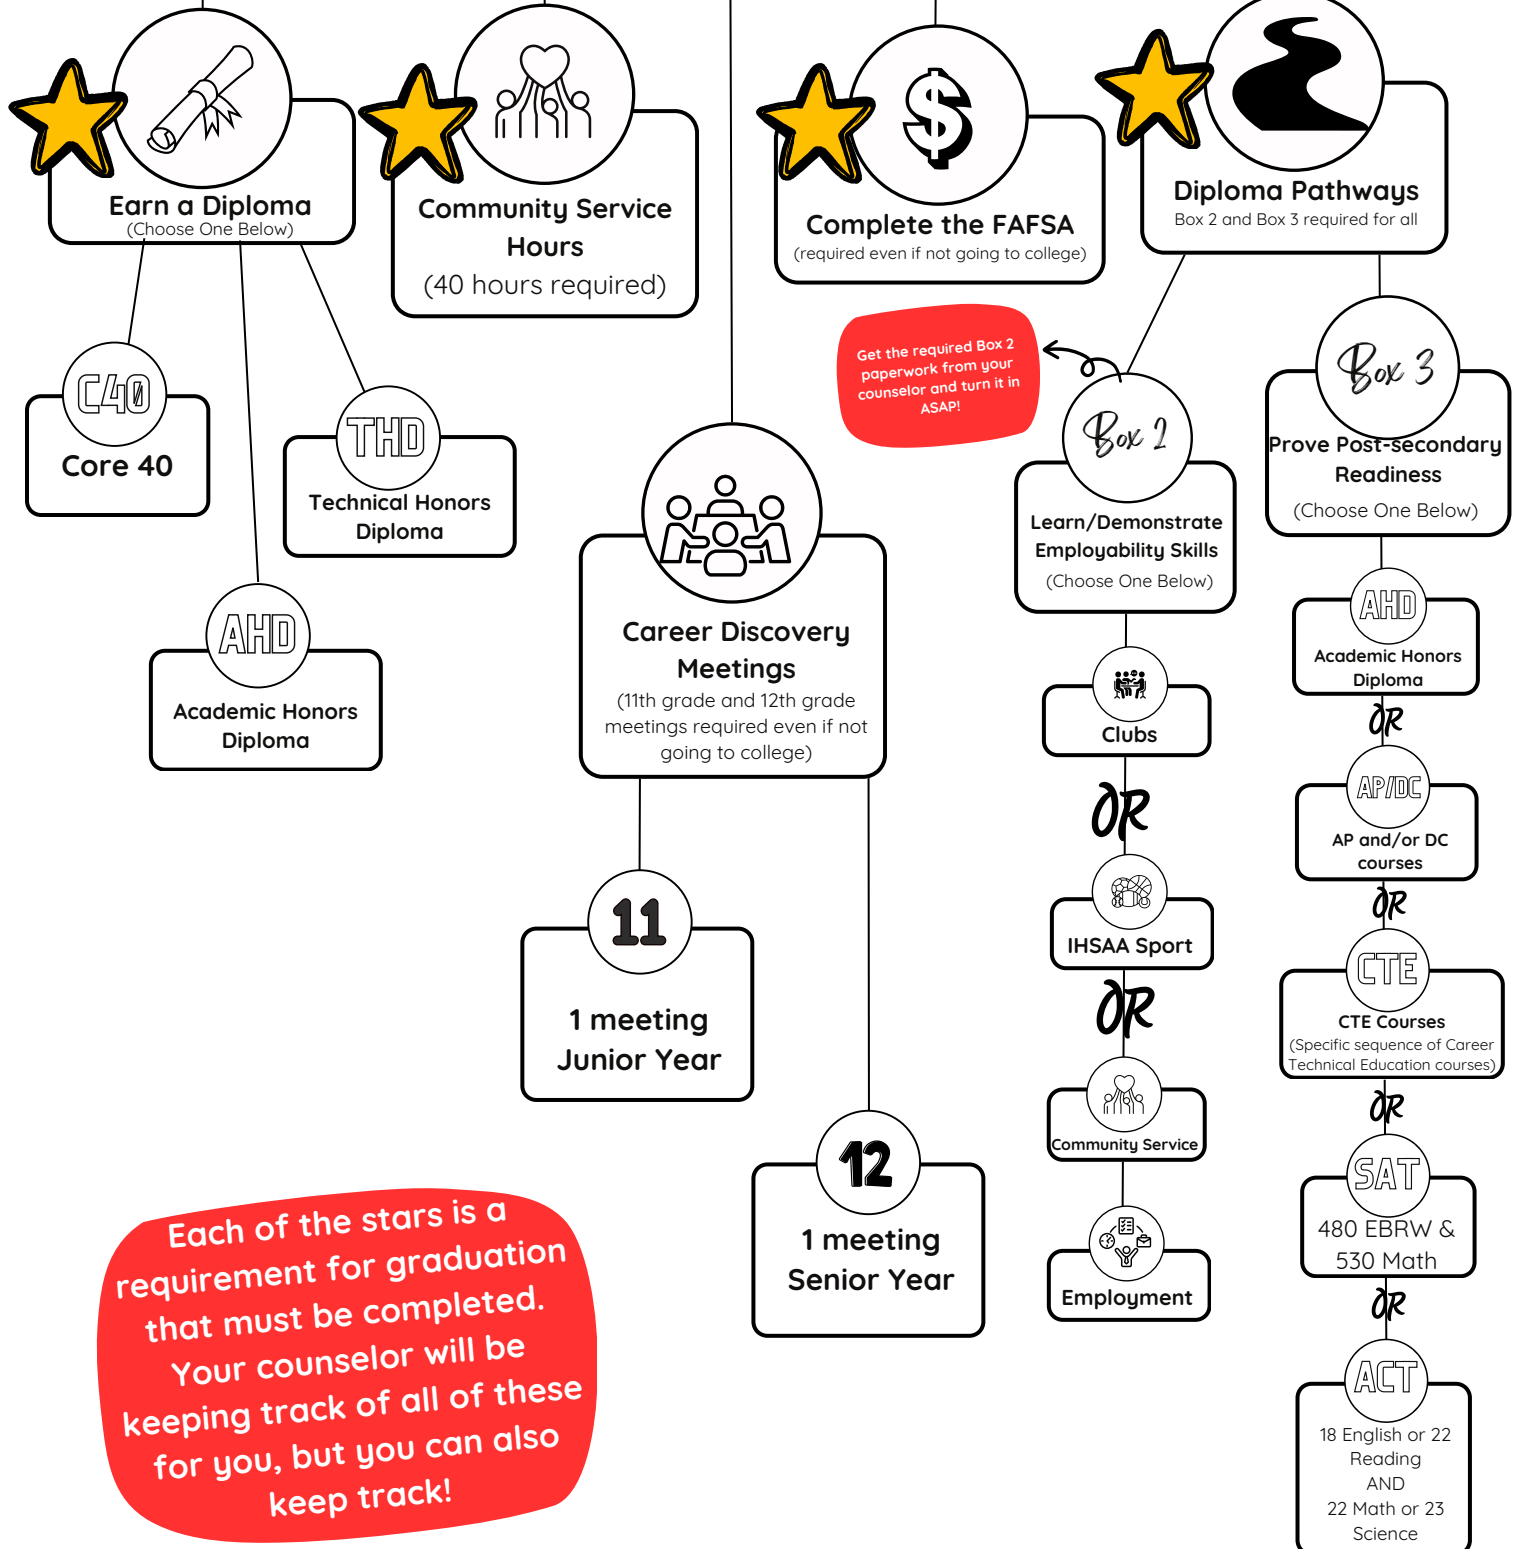 Earn a Diploma
(Choose One Below)
Community Service
Hours
(40 hours required)
Complete the FAFSA
(required even if not going to college)
Diploma Pathways
Box 2 and Box 3 required for all
C40
Core 40
THD
Technical Honors
Diploma
AHD
Academic Honors
Diploma
Career Discovery
Meetings
(11th grade and 12th grade
meetings required even if not
going to college)
11
1 meeting
Junior Year
12
1 meeting
Senior Year
Get the required Box 2
paperwork from your
counselor and turn it in
ASAP!
Box 2
Learn/Demonstrate
Employability Skills
(Choose One Below)
Clubs
OR
IHSAA Sport
OR
Community Service
Employment
Box 3
Prove Post-secondary
Readiness
(Choose One Below)
AHD
Academic Honors
Diploma
OR
AP/DC
AP and/or DC
courses
OR
CTE
CTE Courses
(Specific sequence of Career
Technical Education courses)
OR
SAT
480 EBRW &
530 Math
OR
ACT
18 English or 22
Reading
AND
22 Math or 23
Science
Each of the stars is a
requirement for graduation
that must be completed.
Your counselor will be
keeping track of all of these
for you, but you can also
keep track!